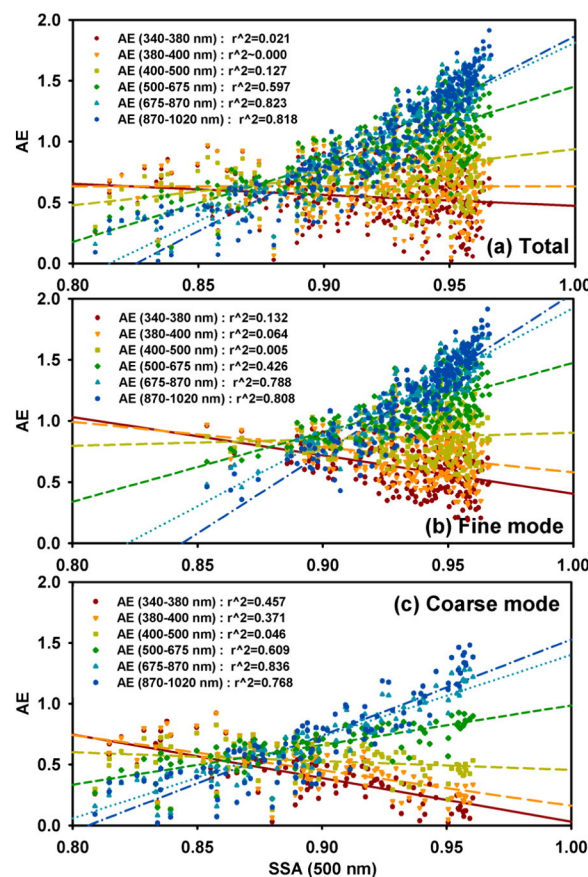 2.0
AE (340-380 nm) : r^2=0.021
AE (380-400 nm) : r^2~0.000
AE (400-500 nm) : r^2=0.127
1.5
AE (500-675 nm) : r^2=0.597
AE (675-870 nm) : r^2=0.823
AE (870-1020 nm) : r^2=0.818
AE
1.0
0.5
(a) Total
0.0
0.80 0.85 0.90 0.95 1.00
2.0
AE (340-380 nm) : r^2=0.132
AE (380-400 nm) : r^2=0.064
AE (400-500 nm) : r^2=0.005
1.5
AE (500-675 nm) : r^2=0.426
AE (675-870 nm) : r^2=0.788
AE (870-1020 nm) : r^2=0.808
AE
1.0
0.5
(b) Fine mode
0.0
0.80 0.85 0.90 0.95 1.00
2.0
(c) Coarse mode
AE (340-380 nm) : r^2=0.457
AE (380-400 nm) : r^2=0.371
AE (400-500 nm) : r^2=0.046
1.5
AE (500-675 nm) : r^2=0.609
AE (675-870 nm) : r^2=0.836
AE (870-1020 nm) : r^2=0.768
AE
1.0
0.5
0.0
0.80 0.85 0.90 0.95 1.00
SSA (500 nm)